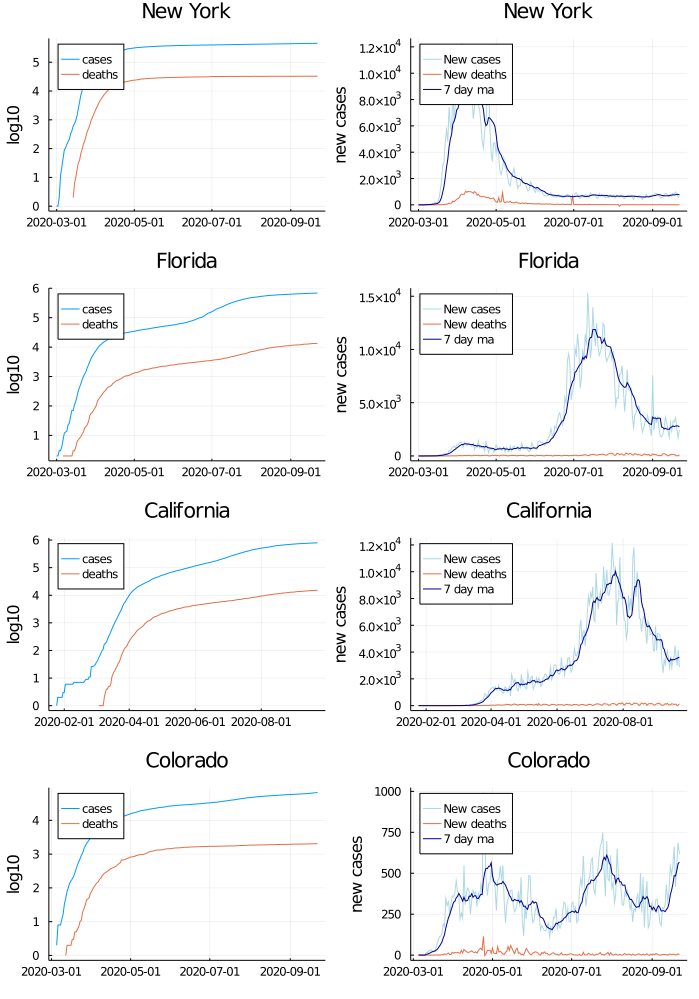 New York
New York
cases
deaths
log10
5
4
3
2
1
0
2020-03-01 2020-05-01 2020-07-01 2020-09-01
New cases
New deaths
7 day ma
new cases
1.2×10⁴
1.0×10⁴
8.0×10³
6.0×10³
4.0×10³
2.0×10³
0
2020-03-01 2020-05-01 2020-07-01 2020-09-01
Florida
Florida
cases
deaths
log10
6
5
4
3
2
1
2020-03-01 2020-05-01 2020-07-01 2020-09-01
New cases
New deaths
7 day ma
new cases
1.5×10⁴
1.0×10⁴
5.0×10³
0
2020-03-01 2020-05-01 2020-07-01 2020-09-01
California
California
cases
deaths
log10
6
5
4
3
2
1
0
2020-02-01 2020-04-01 2020-06-01 2020-08-01
New cases
New deaths
7 day ma
new cases
1.2×10⁴
1.0×10⁴
8.0×10³
6.0×10³
4.0×10³
2.0×10³
0
2020-02-01 2020-04-01 2020-06-01 2020-08-01
Colorado
Colorado
cases
deaths
log10
4
3
2
1
0
2020-03-01 2020-05-01 2020-07-01 2020-09-01
New cases
New deaths
7 day ma
new cases
1000
750
500
250
0
2020-03-01 2020-05-01 2020-07-01 2020-09-01